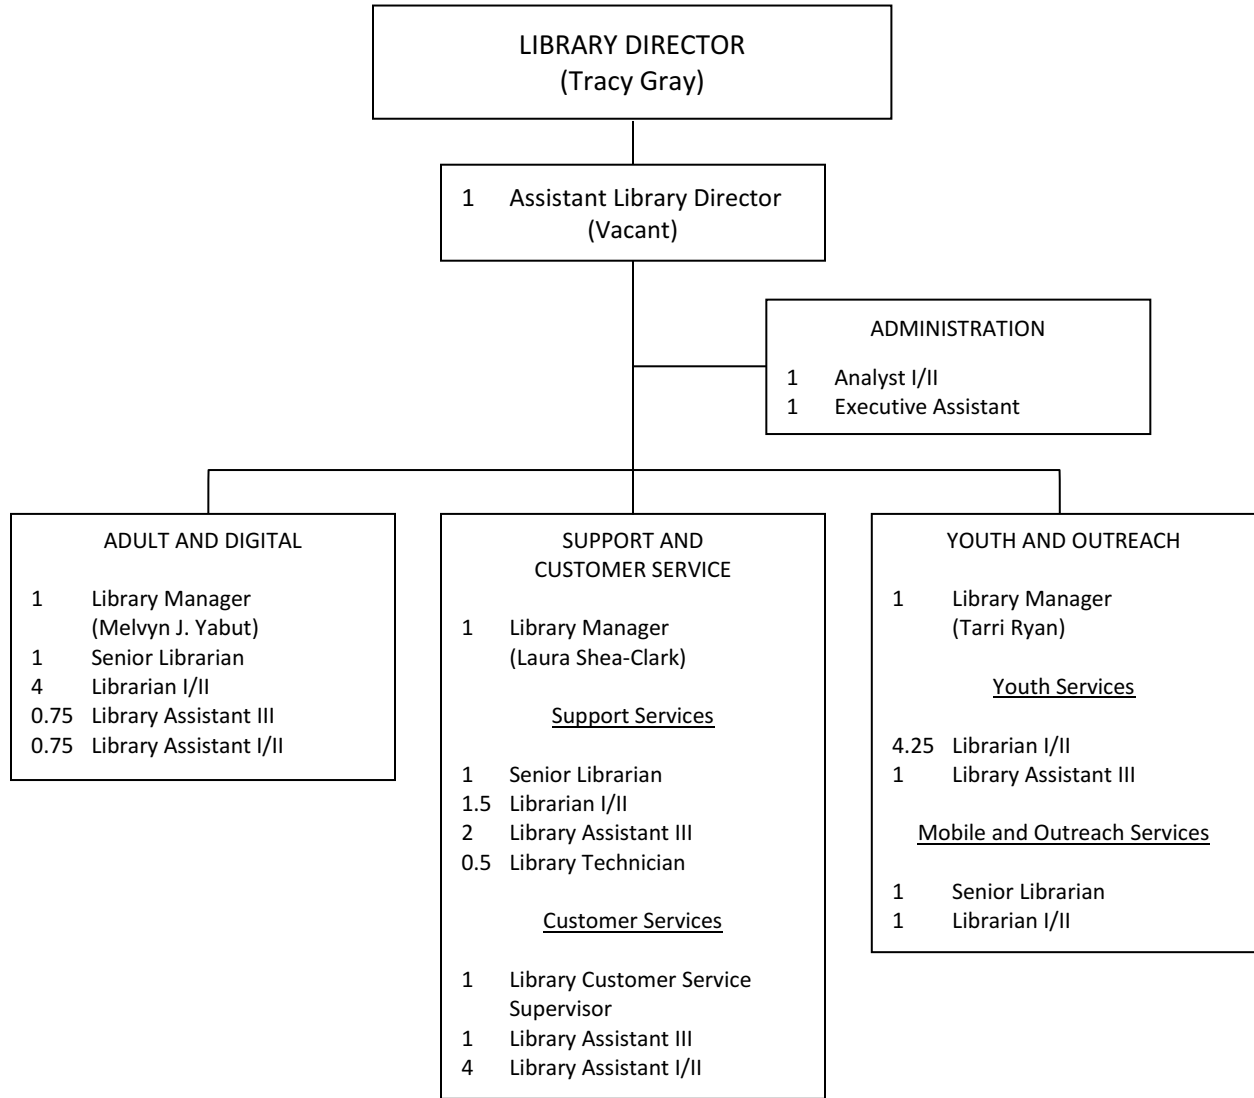 LIBRARY DIRECTOR
(Tracy Gray)
1 Assistant Library Director
(Vacant)
ADMINISTRATION
1 Analyst I/II
1 Executive Assistant
ADULT AND DIGITAL
1 Library Manager
(Melvyn J. Yabut)
1 Senior Librarian
4 Librarian I/II
0.75 Library Assistant III
0.75 Library Assistant I/II
SUPPORT AND
CUSTOMER SERVICE
1 Library Manager
(Laura Shea-Clark)
Support Services
1 Senior Librarian
1.5 Librarian I/II
2 Library Assistant III
0.5 Library Technician
Customer Services
1 Library Customer Service
Supervisor
1 Library Assistant III
4 Library Assistant I/II
YOUTH AND OUTREACH
1 Library Manager
(Tarri Ryan)
Youth Services
4.25 Librarian I/II
1 Library Assistant III
Mobile and Outreach Services
1 Senior Librarian
1 Librarian I/II